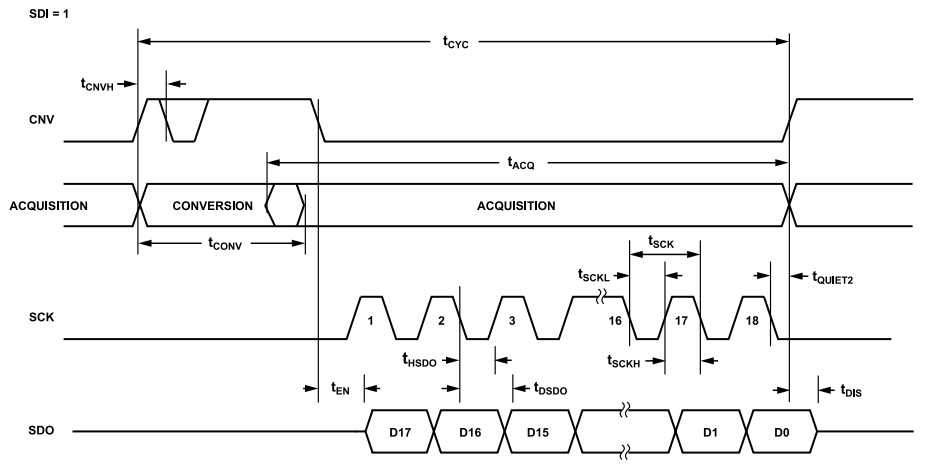 SDI = 1
tCYC
tCNVH
CNV
tACQ
ACQUISITION CONVERSION ACQUISITION
tCONV
tSCK
tSCKL
tQUIET2
SCK 1 2 3 16 17 18
tHSDO
tSCKH
tEN
tDSDO
tDIS
SDO D17 D16 D15 D1 D0